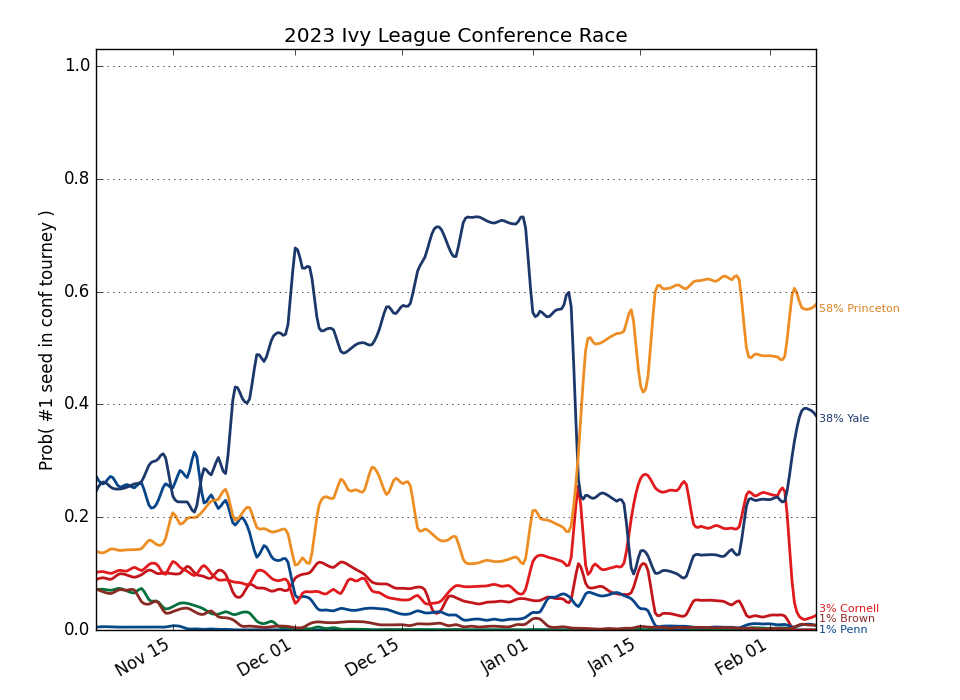 2023 Ivy League Conference Race
Prob( #1 seed in conf tourney )
1.0
0.8
0.6
0.4
0.2
0.0
58% Princeton
38% Yale
3% Cornell
1% Brown
1% Penn
Nov 15
Dec 01
Dec 15
Jan 01
Jan 15
Feb 01